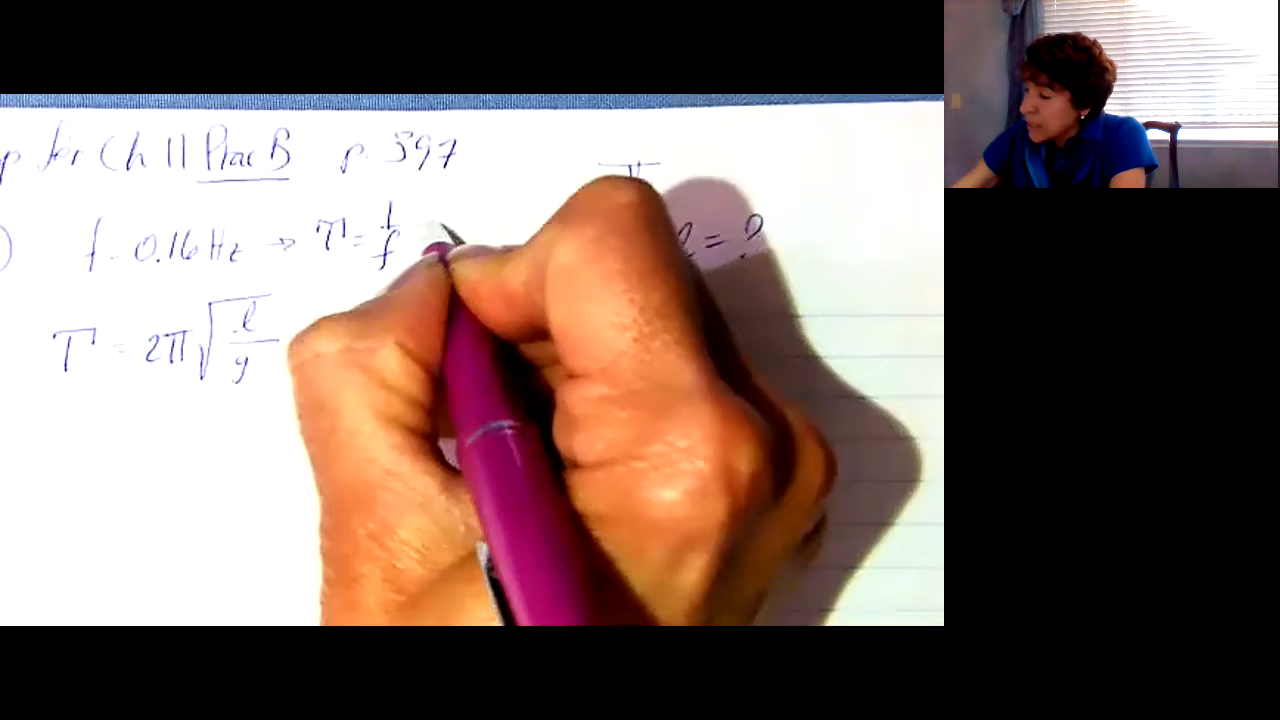 for Ch 11 Prac B p. 397
f = 0.16 Hz → T = 1/f l = ?
T = 2π√(l/g)